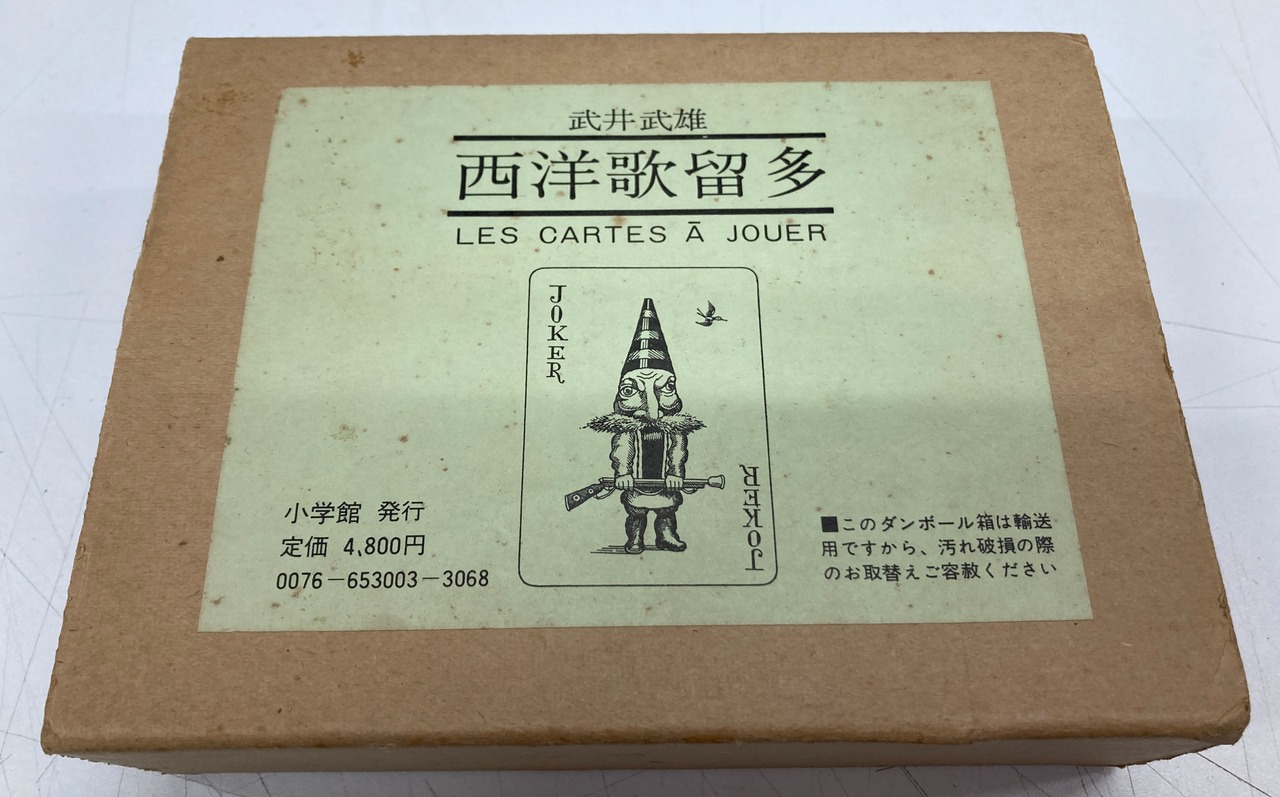 武井武雄
西洋歌留多
LES CARTES Ā JOUER
JOKER
JOKER
小学館 発行
定価 4,800円
0076－653003－3068
■このダンボール箱は輸送
用ですから、汚れ破損の際
のお取替えご容赦ください